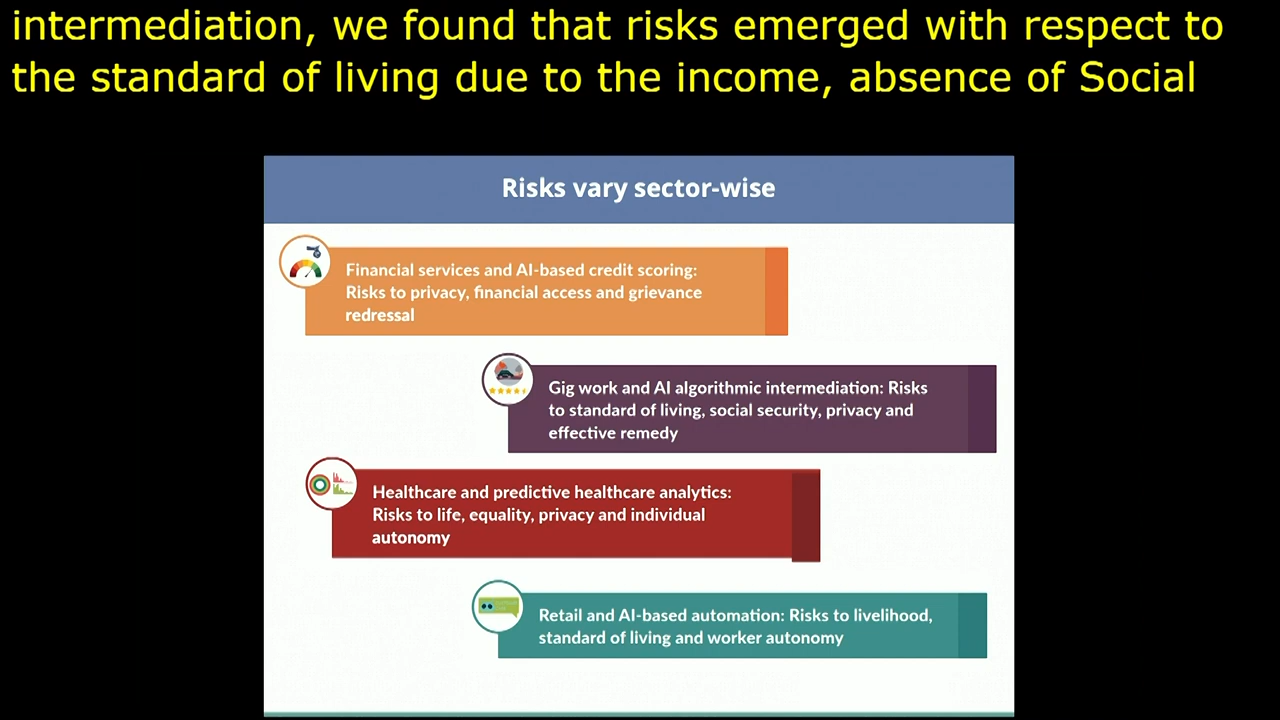 intermediation, we found that risks emerged with respect to
the standard of living due to the income, absence of Social
Risks vary sector-wise
Financial services and AI-based credit scoring:
Risks to privacy, financial access and grievance
redressal
Gig work and AI algorithmic intermediation: Risks
to standard of living, social security, privacy and
effective remedy
Healthcare and predictive healthcare analytics:
Risks to life, equality, privacy and individual
autonomy
Retail and AI-based automation: Risks to livelihood,
standard of living and worker autonomy